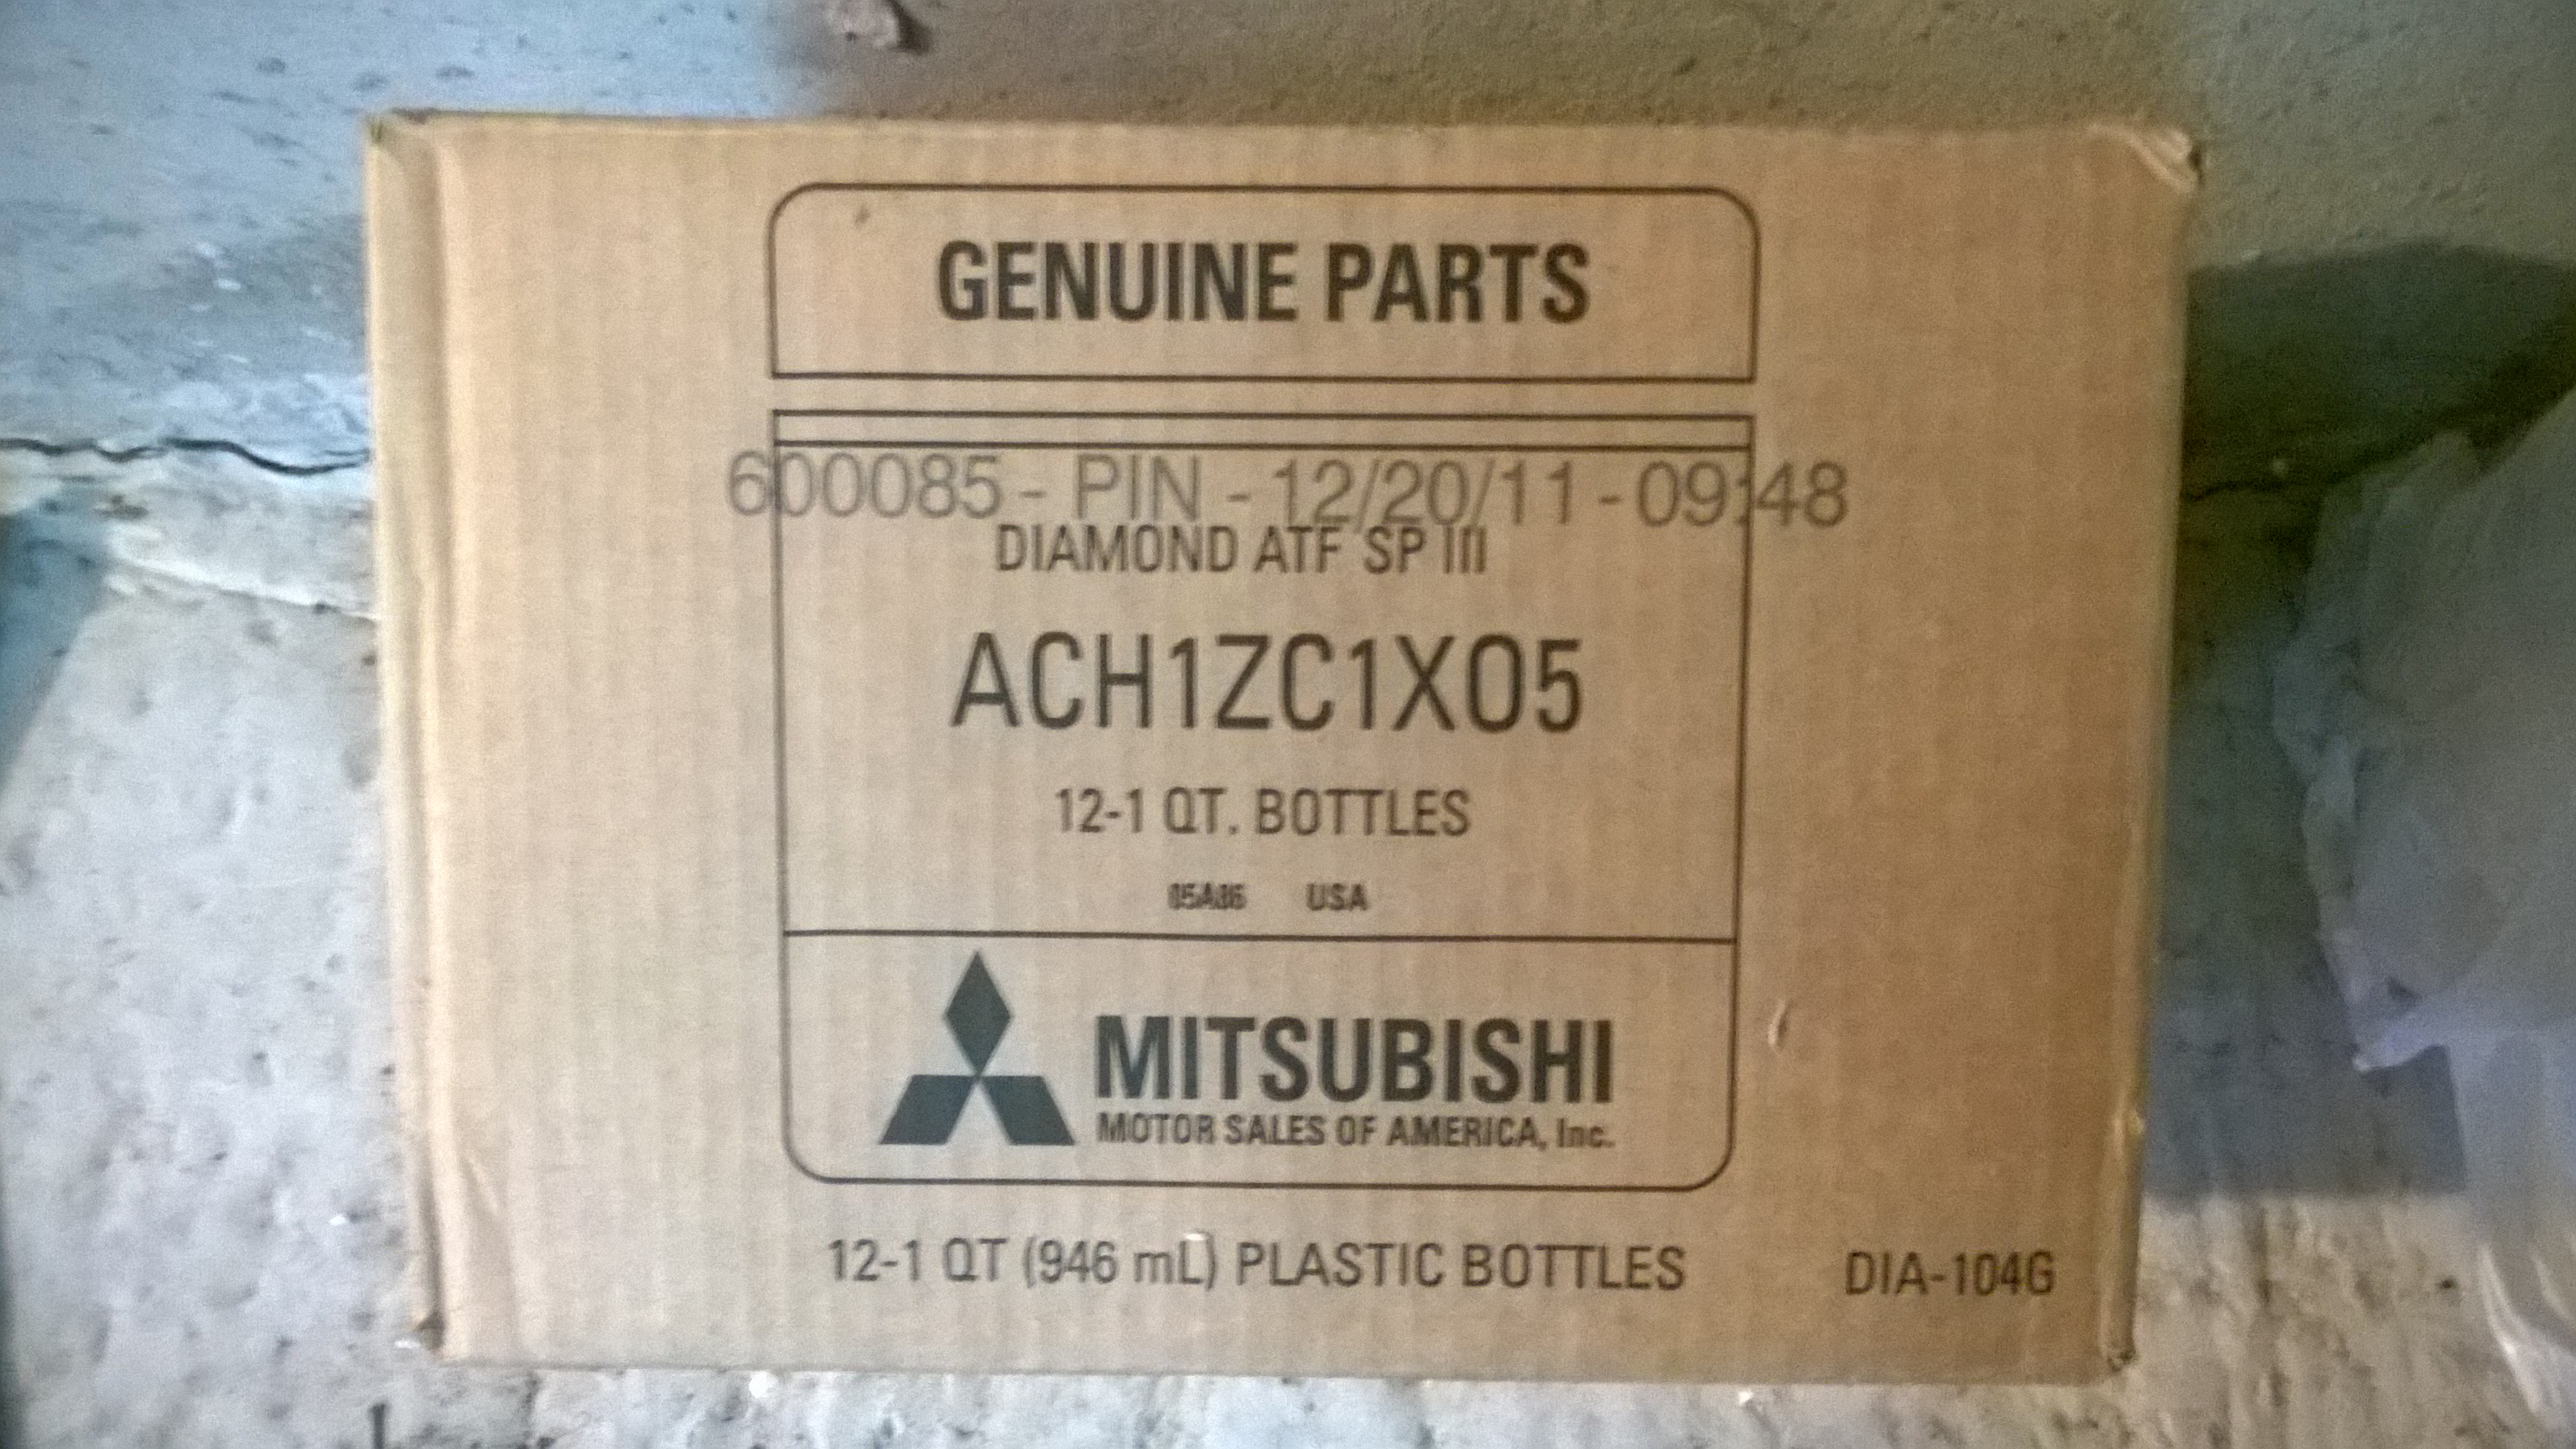 GENUINE PARTS
600085 - PIN - 12/20/11 - 09:48
DIAMOND ATF SP III
ACH1ZC1X05
12-1 QT. BOTTLES
USA
MITSUBISHI
MOTOR SALES OF AMERICA, Inc.
12-1 QT (946 mL) PLASTIC BOTTLES
DIA-104G